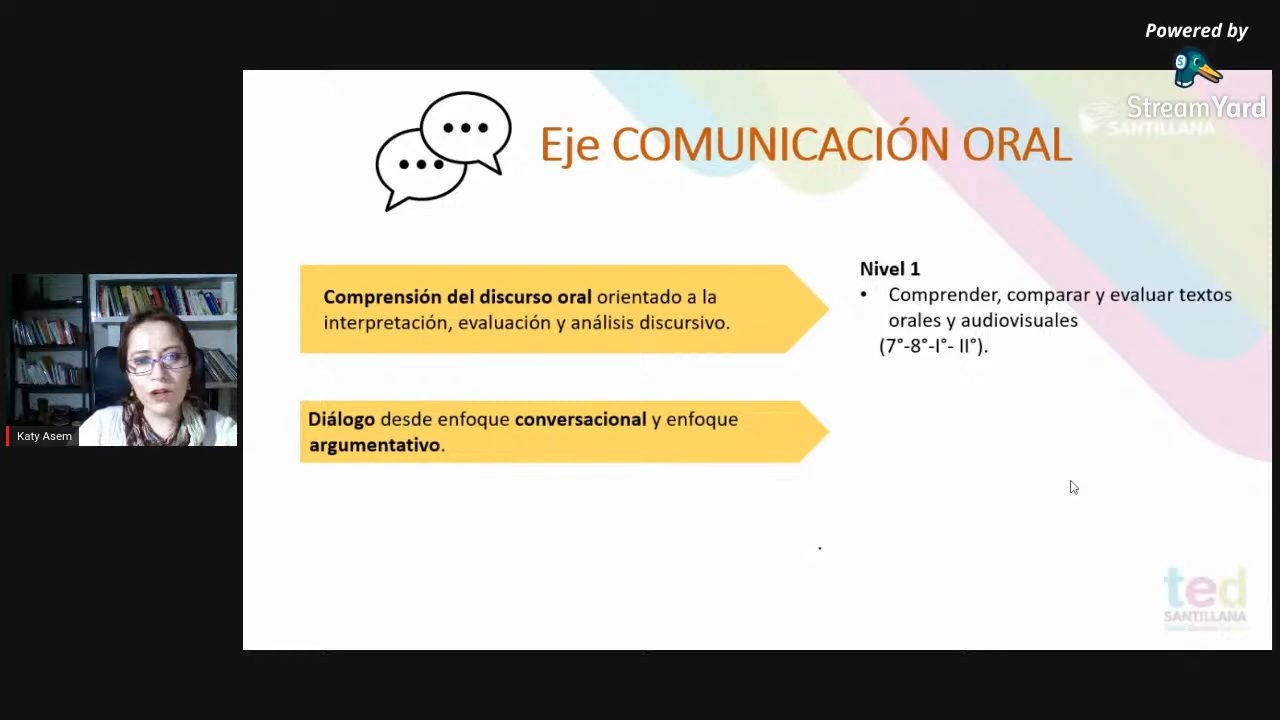 Powered by
StreamYard
SANTILLANA
Eje COMUNICACIÓN ORAL
Comprensión del discurso oral orientado a la
interpretación, evaluación y análisis discursivo.
Nivel 1
• Comprender, comparar y evaluar textos
orales y audiovisuales
(7°-8°-I°- II°).
Diálogo desde enfoque conversacional y enfoque
argumentativo.
Katy Asem
ted
SANTILLANA